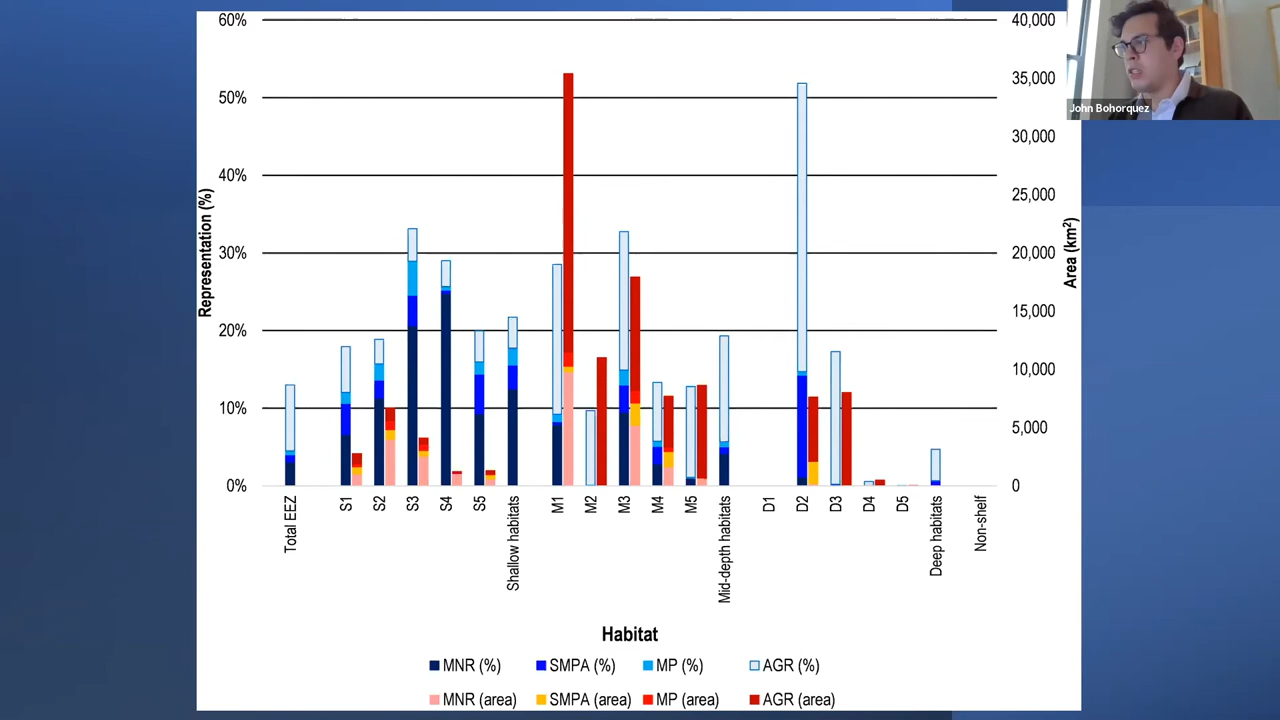 60%
50%
40%
30%
20%
10%
0%
Representation (%)
40,000
35,000
30,000
25,000
20,000
15,000
10,000
5,000
0
Area (km²)
John Bohorquez
Total EEZ
S1
S2
S3
S4
S5
Shallow habitats
M1
M2
M3
M4
M5
Mid-depth habitats
D1
D2
D3
D4
D5
Deep habitats
Non-shelf
Habitat
MNR (%) SMPA (%) MP (%) AGR (%)
MNR (area) SMPA (area) MP (area) AGR (area)